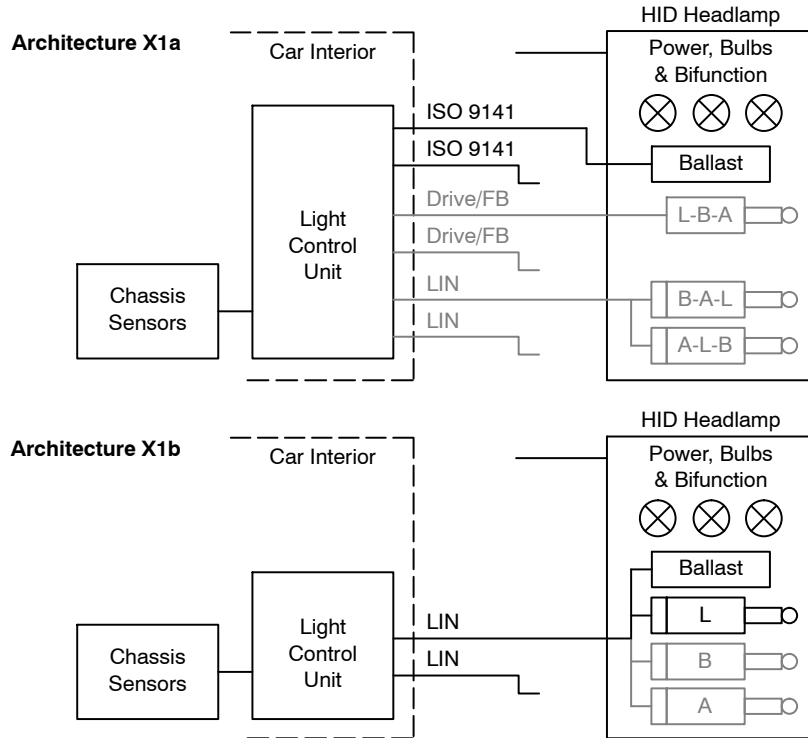 HID Headlamp
Architecture X1a
Car Interior
Power, Bulbs
& Bifunction
ISO 9141
ISO 9141
Ballast
Drive/FB
L-B-A
Light
Control
Unit
Drive/FB
Chassis
Sensors
LIN
B-A-L
LIN
A-L-B
HID Headlamp
Architecture X1b
Car Interior
Power, Bulbs
& Bifunction
Ballast
Light
Control
Unit
LIN
L
Chassis
Sensors
LIN
B
A